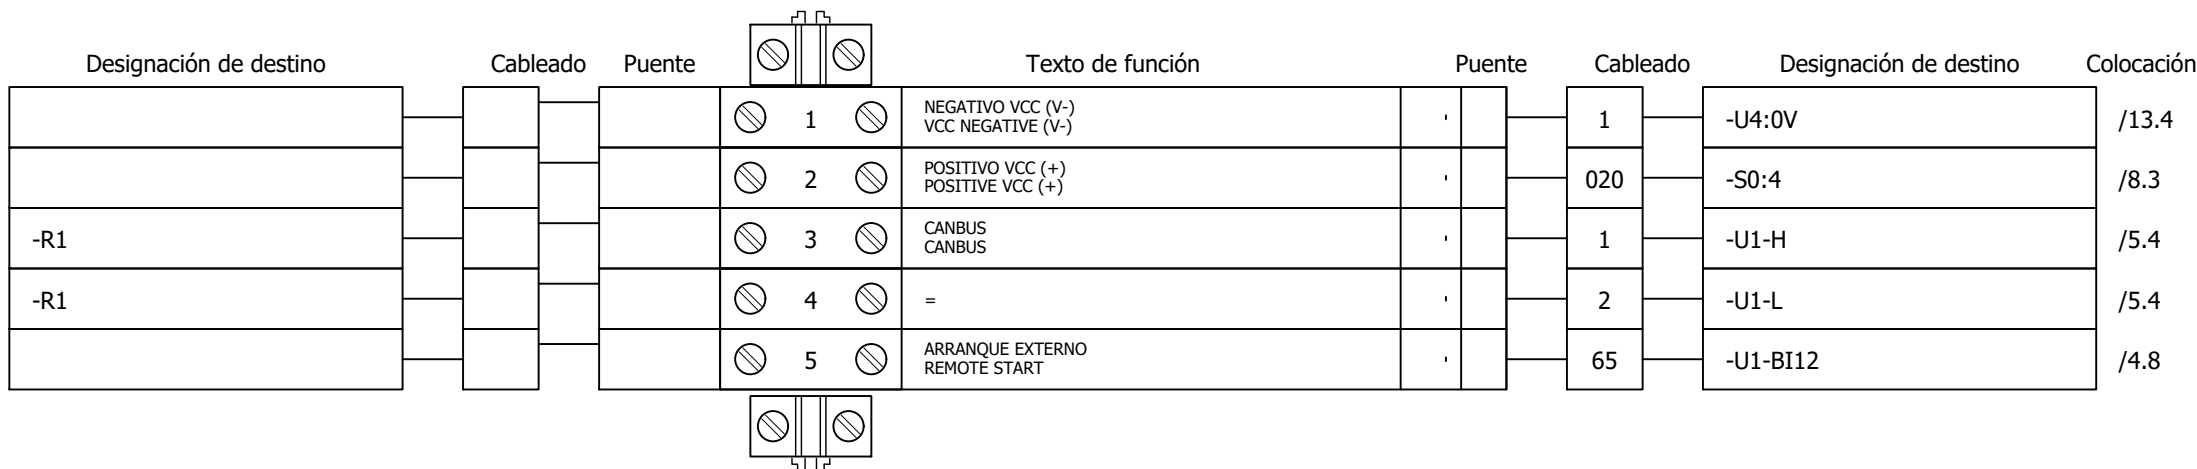 Designación de destino Cableado Puente Texto de función Puente Cableado Designación de destino Colocación
1 NEGATIVO VCC (V-) 1 -U4:0V /13.4
VCC NEGATIVE (V-)
2 POSITIVO VCC (+) 020 -S0:4 /8.3
POSITIVE VCC (+)
-R1 3 CANBUS 1 -U1-H /5.4
CANBUS
-R1 4 = 2 -U1-L /5.4
5 ARRANQUE EXTERNO 65 -U1-BI12 /4.8
REMOTE START